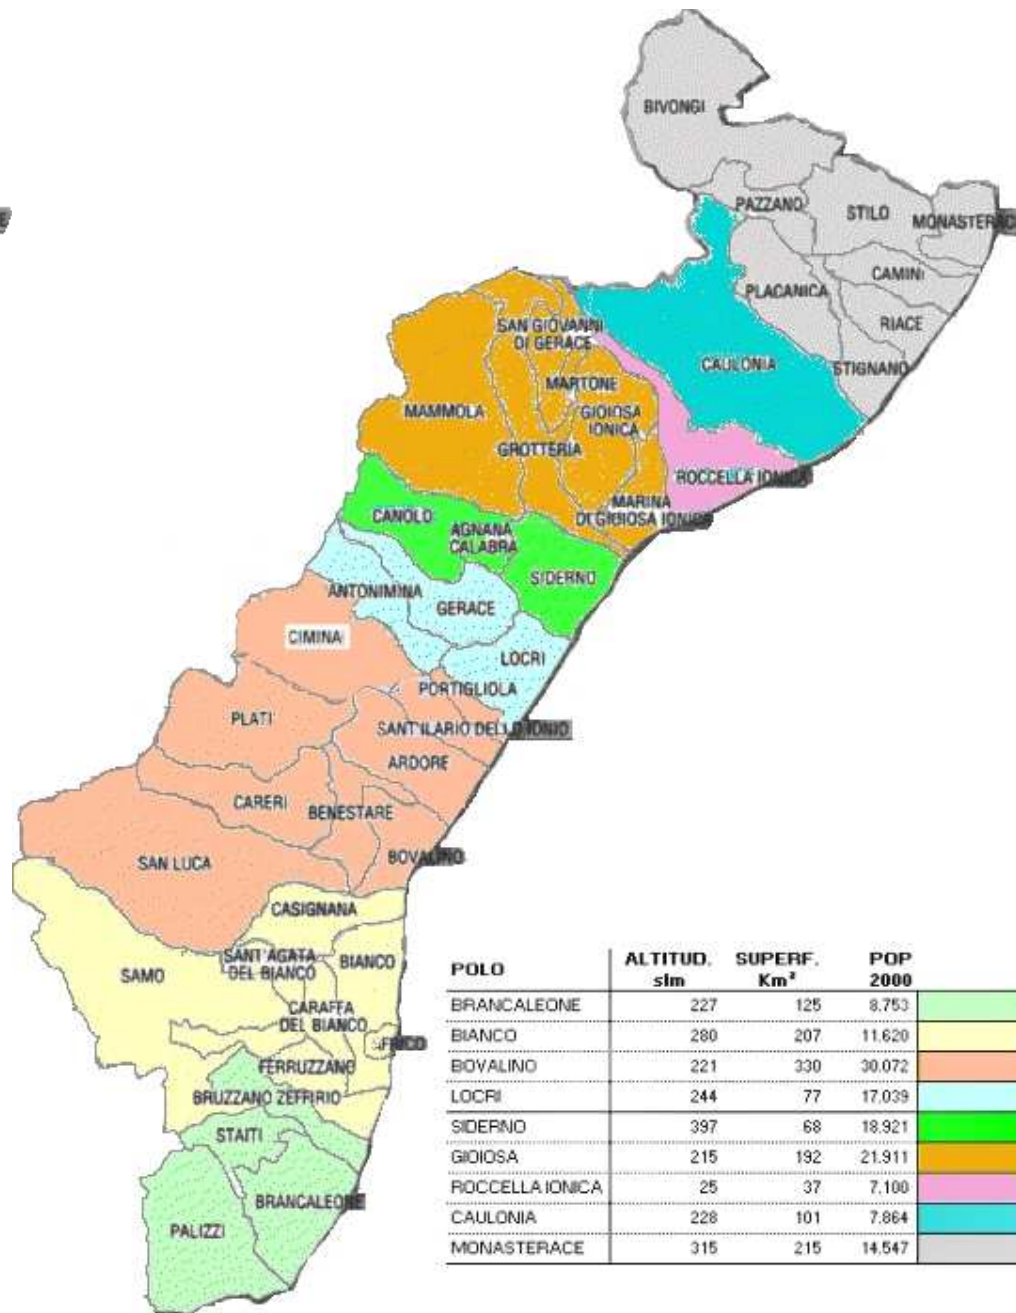 BIVONGI
PAZZANO
STILO
MONASTERACE
E
CAMINI
PLACANICA
RIACE
SAN GIOVANNI
DI GERACE
STIGNANO
CAULONIA
MARTONE
MAMMOLA
GIOIOSA
IONICA
GROTTERIA
ROCCELLA IONICA
MARINA
DI GIOIOSA IONICA
CANOLO
AGNANA
CALABRA
SIDERNO
ANTONIMINA
GERACE
CIMINA
LOCRI
PORTIGLIOLA
PLATI
SANT'ILARIO DELLO IONIO
ARDORE
CARERI
BENESTARE
SAN LUCA
BOVALINO
CASIGNANA
SANT'AGATA
DEL BIANCO
BIANCO
SAMO
CARAFFA
DEL BIANCO
AFRICO
FERRUZZANO
BRUZZANO ZEFFIRIO
STAITI
BRANCALEONE
PALIZZI
POLO ALTITUD. slm SUPERF. Km² POP 2000
BRANCALEONE 227 125 8.753
BIANCO 280 207 11.620
BOVALINO 221 330 30.072
LOCRI 244 77 17.039
SIDERNO 397 68 18.921
GIOIOSA 215 192 21.911
ROCCELLA IONICA 25 37 7.100
CAULONIA 228 101 7.864
MONASTERACE 315 215 14.547